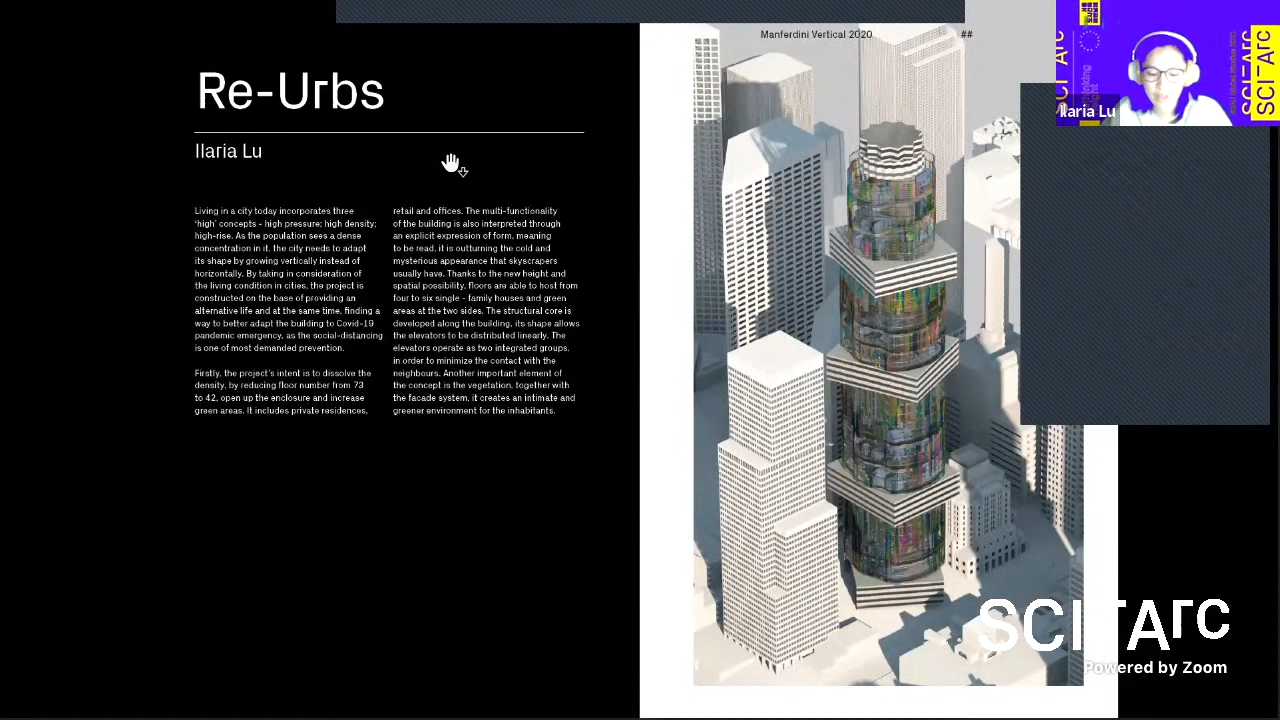 Manferdini Vertical 2020 ##
Re-Urbs
Ilaria Lu
Living in a city today incorporates three
'high' concepts - high pressure; high density;
high-rise. As the population sees a dense
concentration in it, the city needs to adapt
its shape by growing vertically instead of
horizontally. By taking in consideration of
the living condition in cities, the project is
constructed on the base of providing an
alternative life and at the same time, finding a
way to better adapt the building to Covid-19
pandemic emergency, as the social-distancing
is one of most demanded prevention.
Firstly, the project's intent is to dissolve the
density, by reducing floor number from 73
to 42, open up the enclosure and increase
green areas. It includes private residences,
retail and offices. The multi-functionality
of the building is also interpreted through
an explicit expression of form, meaning
to be read, it is outturning the cold and
mysterious appearance that skyscrapers
usually have. Thanks to the new height and
spatial possibility, floors are able to host from
four to six single - family houses and green
areas at the two sides. The structural core is
developed along the building, its shape allows
the elevators to be distributed linearly. The
elevators operate as two integrated groups,
in order to minimize the contact with the
neighbours. Another important element of
the concept is the vegetation, together with
the facade system, it creates an intimate and
greener environment for the inhabitants.
Ilaria Lu
SCI-Arc
SCI-Arc
SCI-Arc
Powered by Zoom